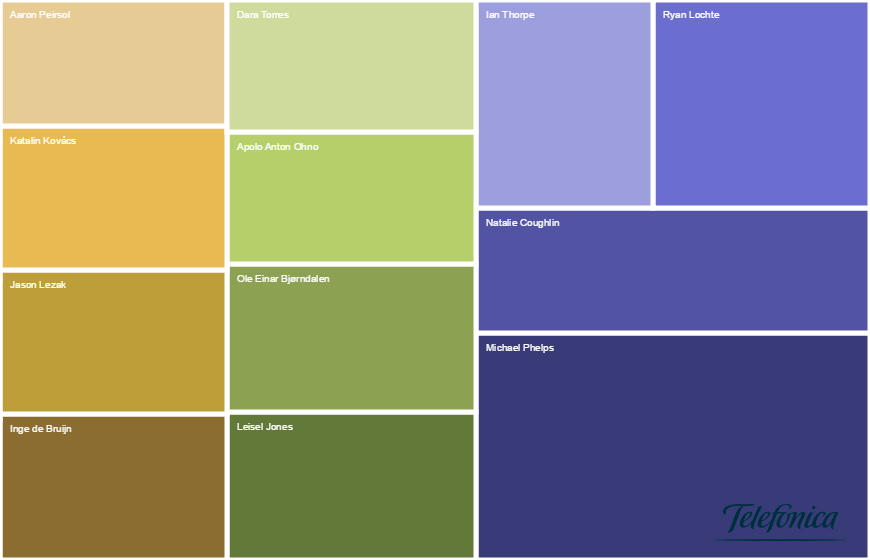 Aaron Peirsol
Dara Torres
Ian Thorpe
Ryan Lochte
Katalin Kovács
Apolo Anton Ohno
Natalie Coughlin
Jason Lezak
Ole Einar Bjørndalen
Michael Phelps
Inge de Bruijn
Leisel Jones
Telefónica